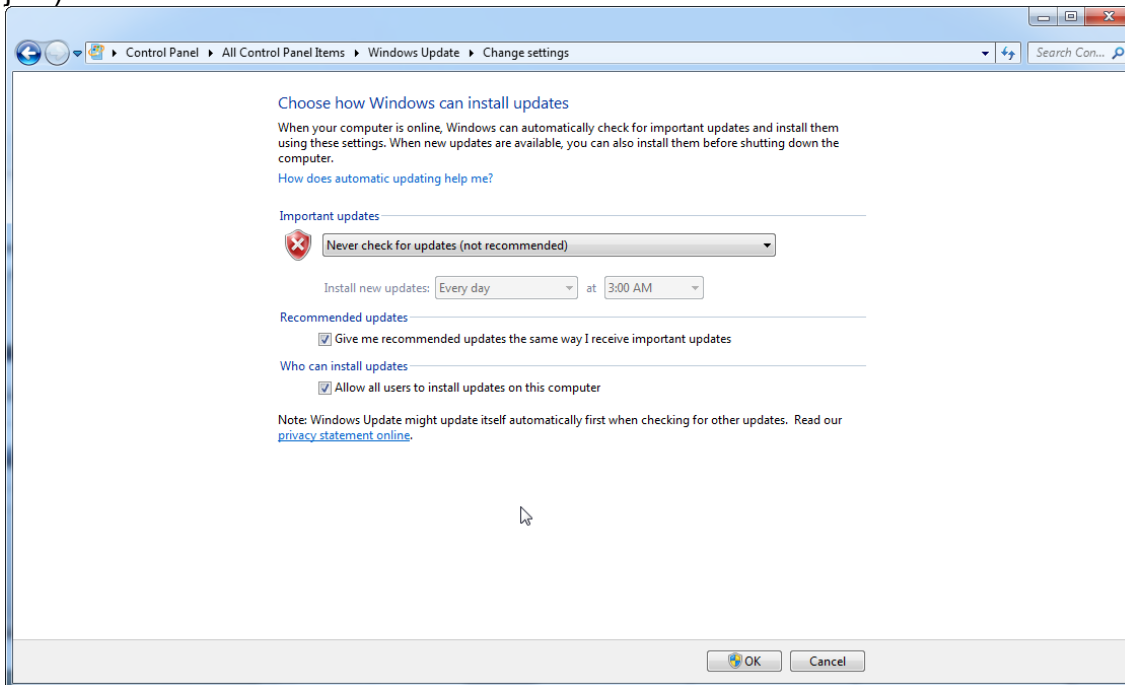 Control Panel ▸ All Control Panel Items ▸ Windows Update ▸ Change settings
Search Con...
Choose how Windows can install updates
When your computer is online, Windows can automatically check for important updates and install them
using these settings. When new updates are available, you can also install them before shutting down the
computer.
How does automatic updating help me?
Important updates
Never check for updates (not recommended)
Install new updates: Every day at 3:00 AM
Recommended updates
Give me recommended updates the same way I receive important updates
Who can install updates
Allow all users to install updates on this computer
Note: Windows Update might update itself automatically first when checking for other updates. Read our
privacy statement online.
OK Cancel